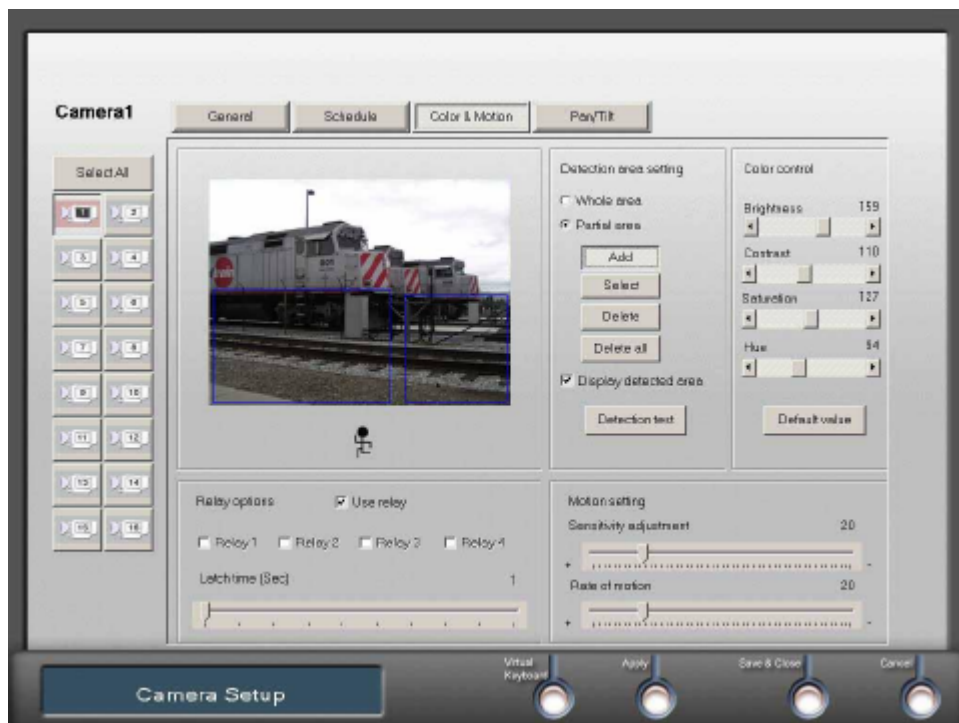 Camera1
General
Schedule
Color & Motion
Pan/Tilt
Select All
1
2
3
4
5
6
7
8
9
10
11
12
13
14
15
16
Detection area setting
Whole area
Partial area
Add
Select
Delete
Delete all
Display detected area
Detection test
Color control
Brightness 159
Contrast 110
Saturation 127
Hue 94
Default value
Relay options
Use relay
Relay 1
Relay 2
Relay 3
Relay 4
Latch time (Sec) 1
Motion setting
Sensitivity adjustment 20
+ -
Rate of motion 20
+ -
Camera Setup
Virtual
Keyboard
Apply
Save & Close
Cancel